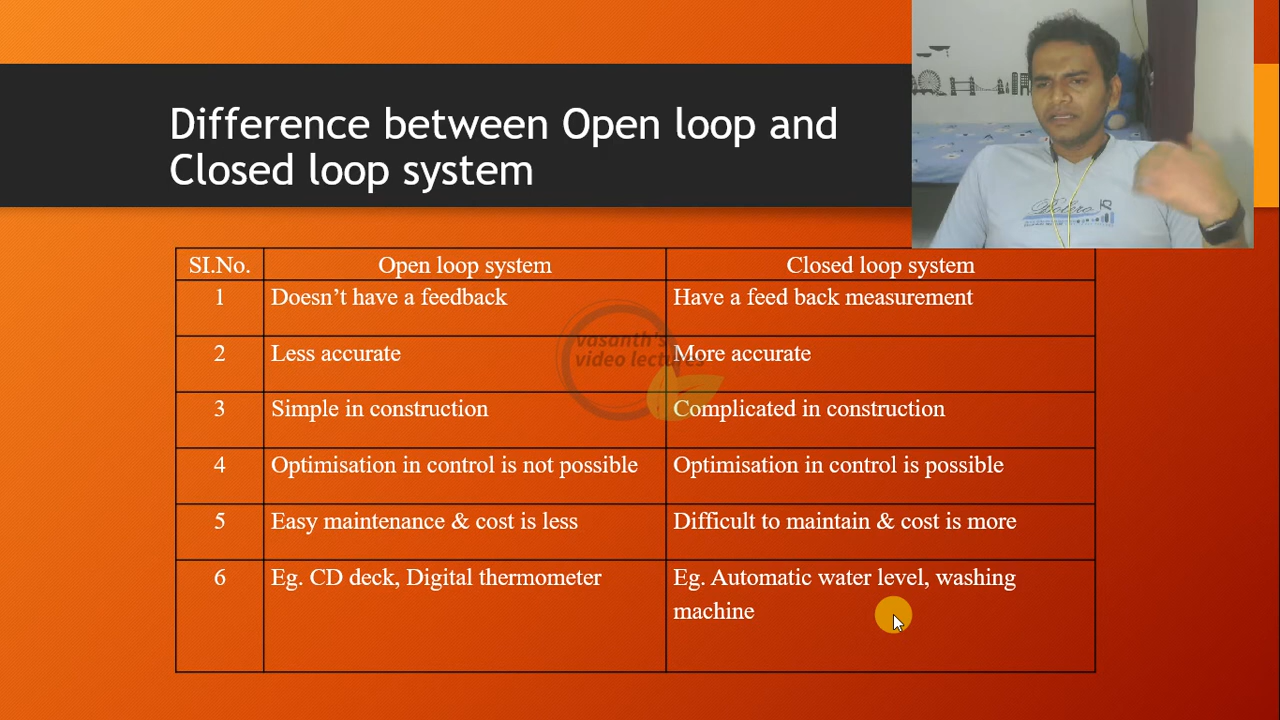 Difference between Open loop and
Closed loop system
SI.No.
Open loop system
Closed loop system
1
Doesn’t have a feedback
Have a feed back measurement
2
Less accurate
More accurate
3
Simple in construction
Complicated in construction
4
Optimisation in control is not possible
Optimisation in control is possible
5
Easy maintenance & cost is less
Difficult to maintain & cost is more
6
Eg. CD deck, Digital thermometer
Eg. Automatic water level, washing
machine
vasanth's
video lectures